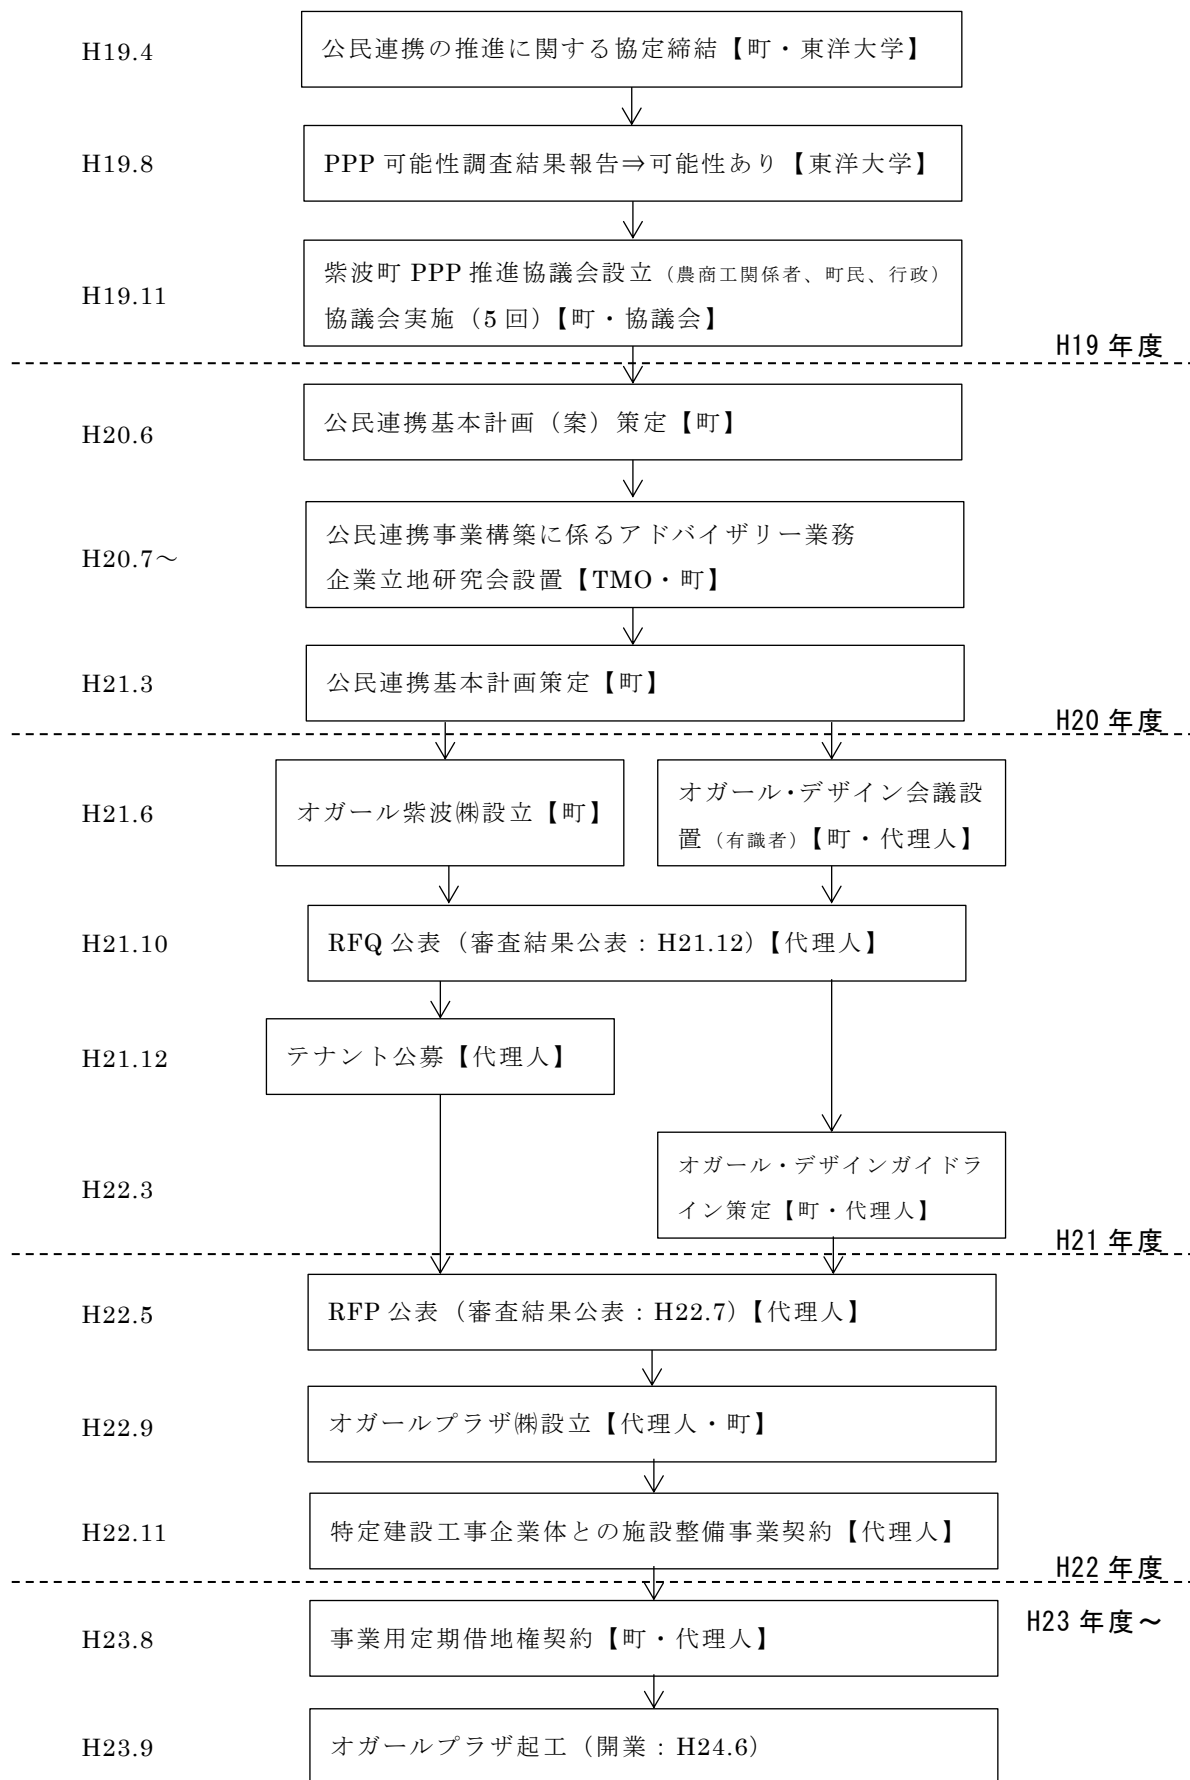 H19.4
公民連携の推進に関する協定締結【町・東洋大学】
H19.8
PPP 可能性調査結果報告⇒可能性あり【東洋大学】
H19.11
紫波町 PPP 推進協議会設立（農商工関係者、町民、行政）
協議会実施（5 回）【町・協議会】
H19 年度
H20.6
公民連携基本計画（案）策定【町】
H20.7～
公民連携事業構築に係るアドバイザリー業務
企業立地研究会設置【TMO・町】
H21.3
公民連携基本計画策定【町】
H20 年度
H21.6
オガール紫波㈱設立【町】
オガール・デザイン会議設
置（有識者）【町・代理人】
H21.10
RFQ 公表（審査結果公表：H21.12）【代理人】
H21.12
テナント公募【代理人】
H22.3
オガール・デザインガイドラ
イン策定【町・代理人】
H21 年度
H22.5
RFP 公表（審査結果公表：H22.7）【代理人】
H22.9
オガールプラザ㈱設立【代理人・町】
H22.11
特定建設工事企業体との施設整備事業契約【代理人】
H22 年度
H23 年度～
H23.8
事業用定期借地権契約【町・代理人】
H23.9
オガールプラザ起工（開業：H24.6）